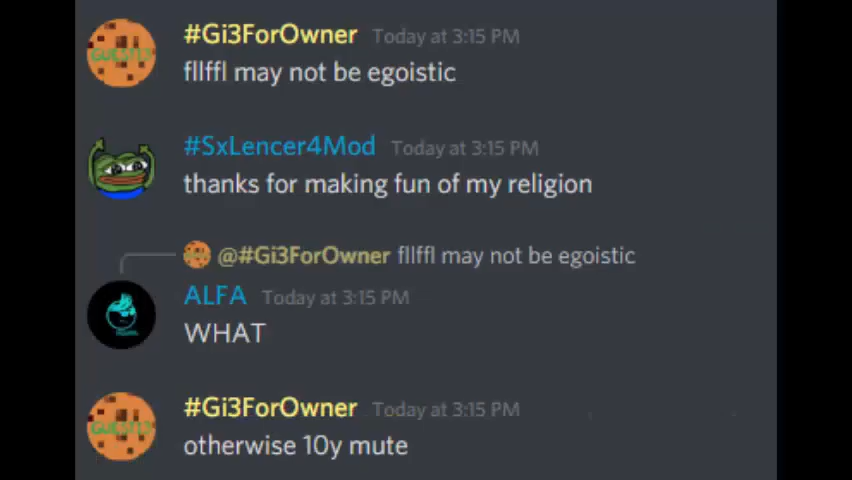 #Gi3ForOwner Today at 3:15 PM
fllffl may not be egoistic
#SxLencer4Mod Today at 3:15 PM
thanks for making fun of my religion
@#Gi3ForOwner fllffl may not be egoistic
ALFA Today at 3:15 PM
WHAT
#Gi3ForOwner Today at 3:15 PM
otherwise 10y mute